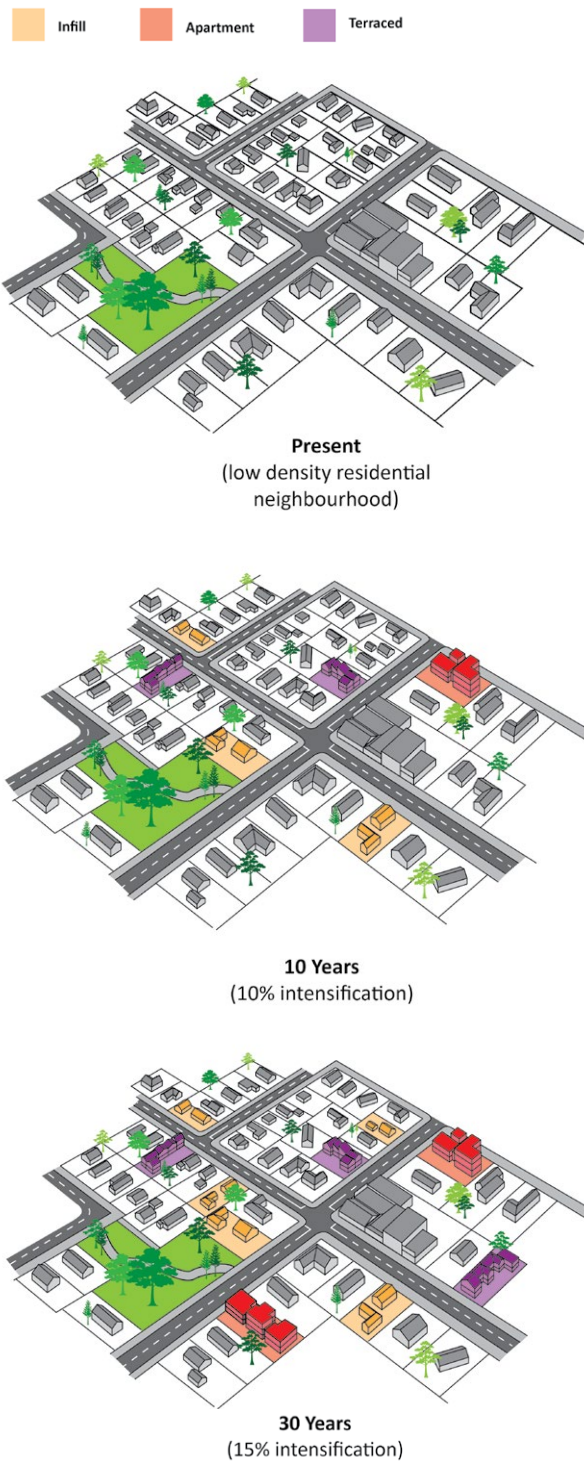 Infill
Apartment
Terraced
Present
(low density residential
neighbourhood)
10 Years
(10% intensification)
30 Years
(15% intensification)